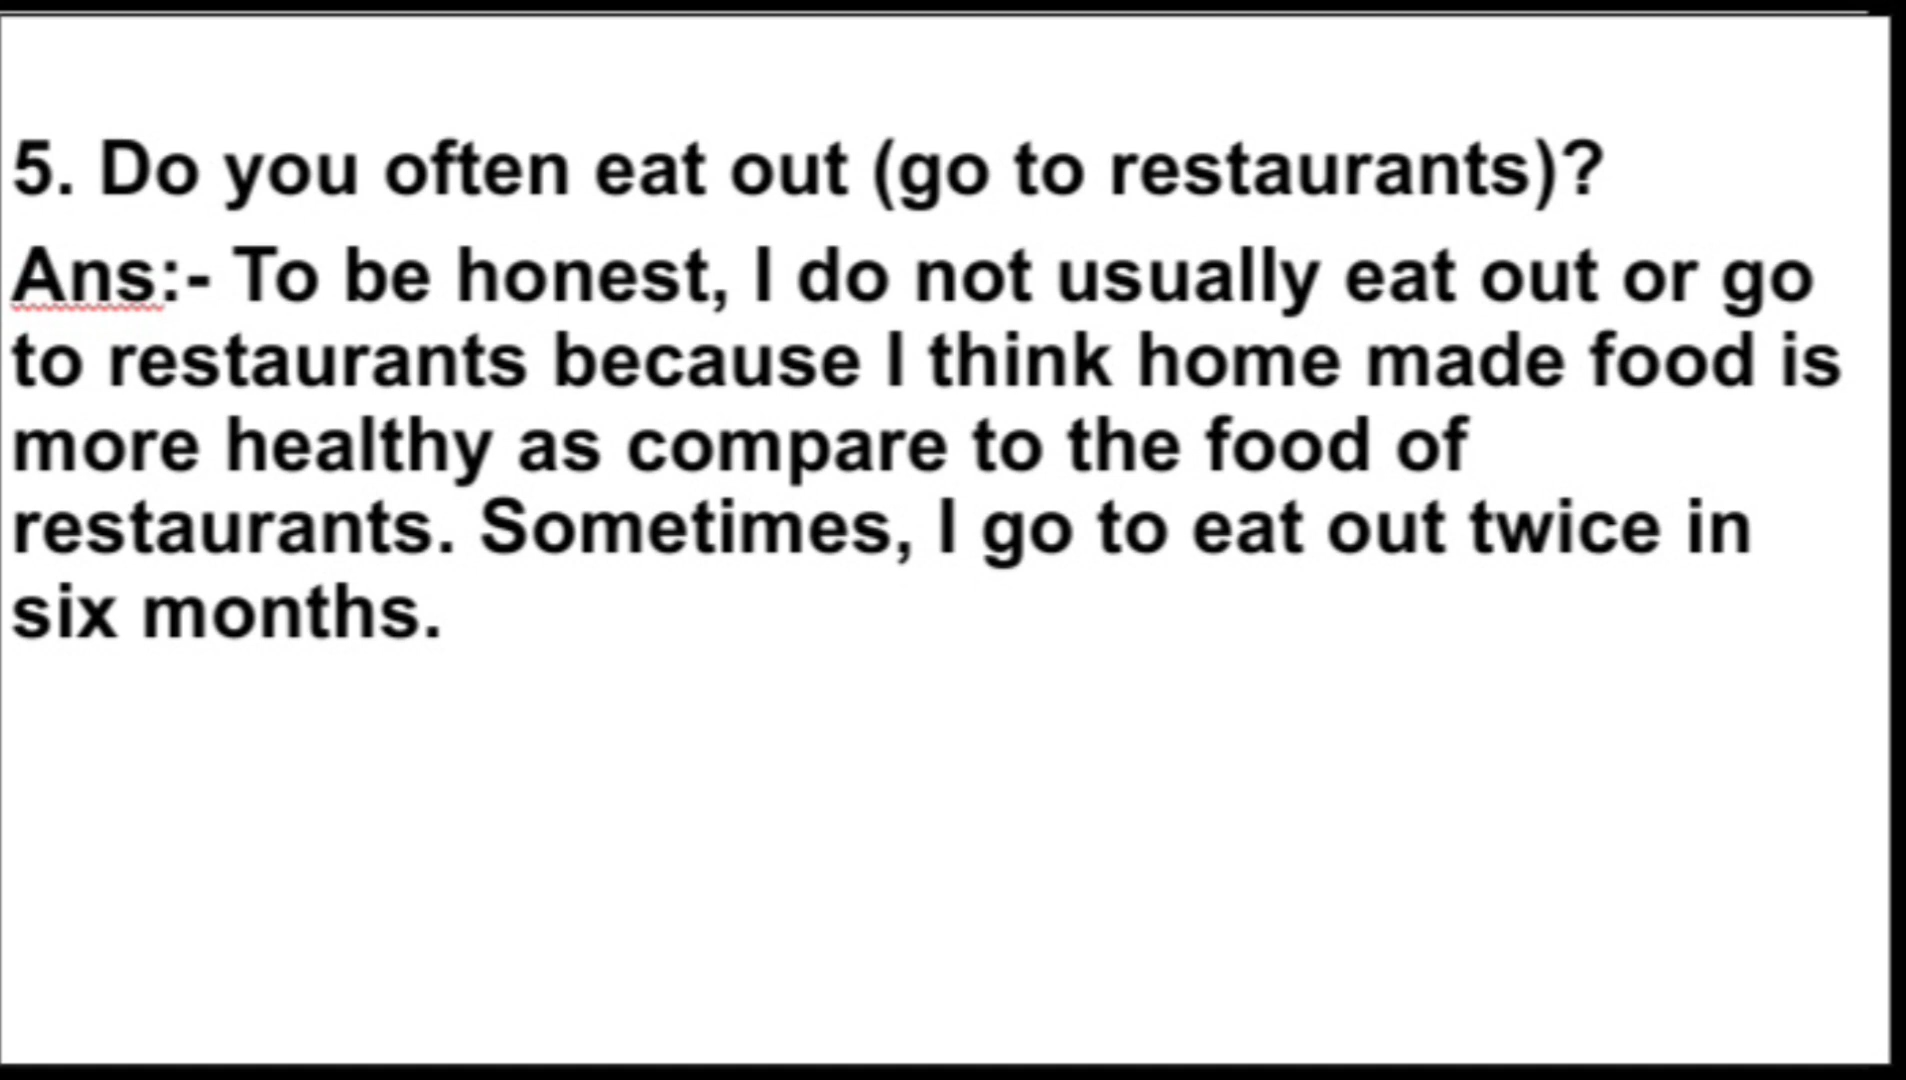 5. Do you often eat out (go to restaurants)?
Ans:- To be honest, I do not usually eat out or go
to restaurants because I think home made food is
more healthy as compare to the food of
restaurants. Sometimes, I go to eat out twice in
six months.